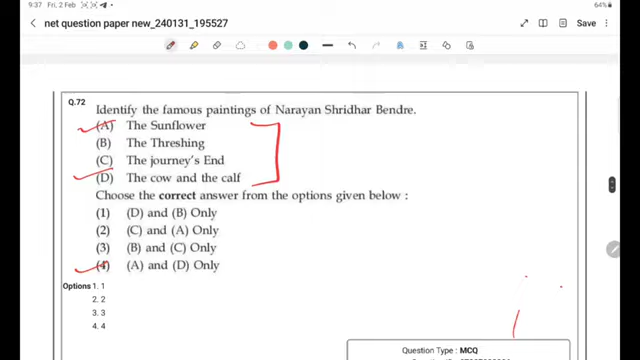 9:37 Fri, 2 Feb
64%
net question paper new_240131_195527
Save
Q.72
Identify the famous paintings of Narayan Shridhar Bendre.
(A) The Sunflower
(B) The Threshing
(C) The journey's End
(D) The cow and the calf
Choose the correct answer from the options given below :
(1) (D) and (B) Only
(2) (C) and (A) Only
(3) (B) and (C) Only
(4) (A) and (D) Only
Options 1. 1
2. 2
3. 3
4. 4
Question Type : MCQ